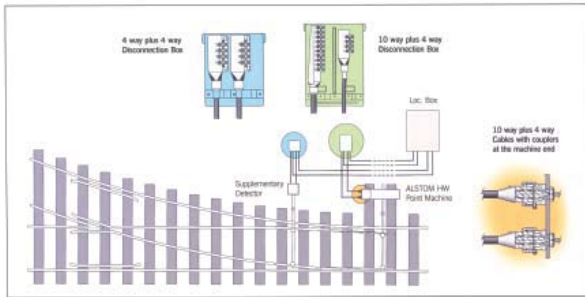 4 way plus 4 way
Disconnection Box
10 way plus 4 way
Disconnection Box
Loc. Box
10 way plus 4 way
Cables with couplers
at the machine end
Supplementary
Detector
ALSTOM HW
Point Machine